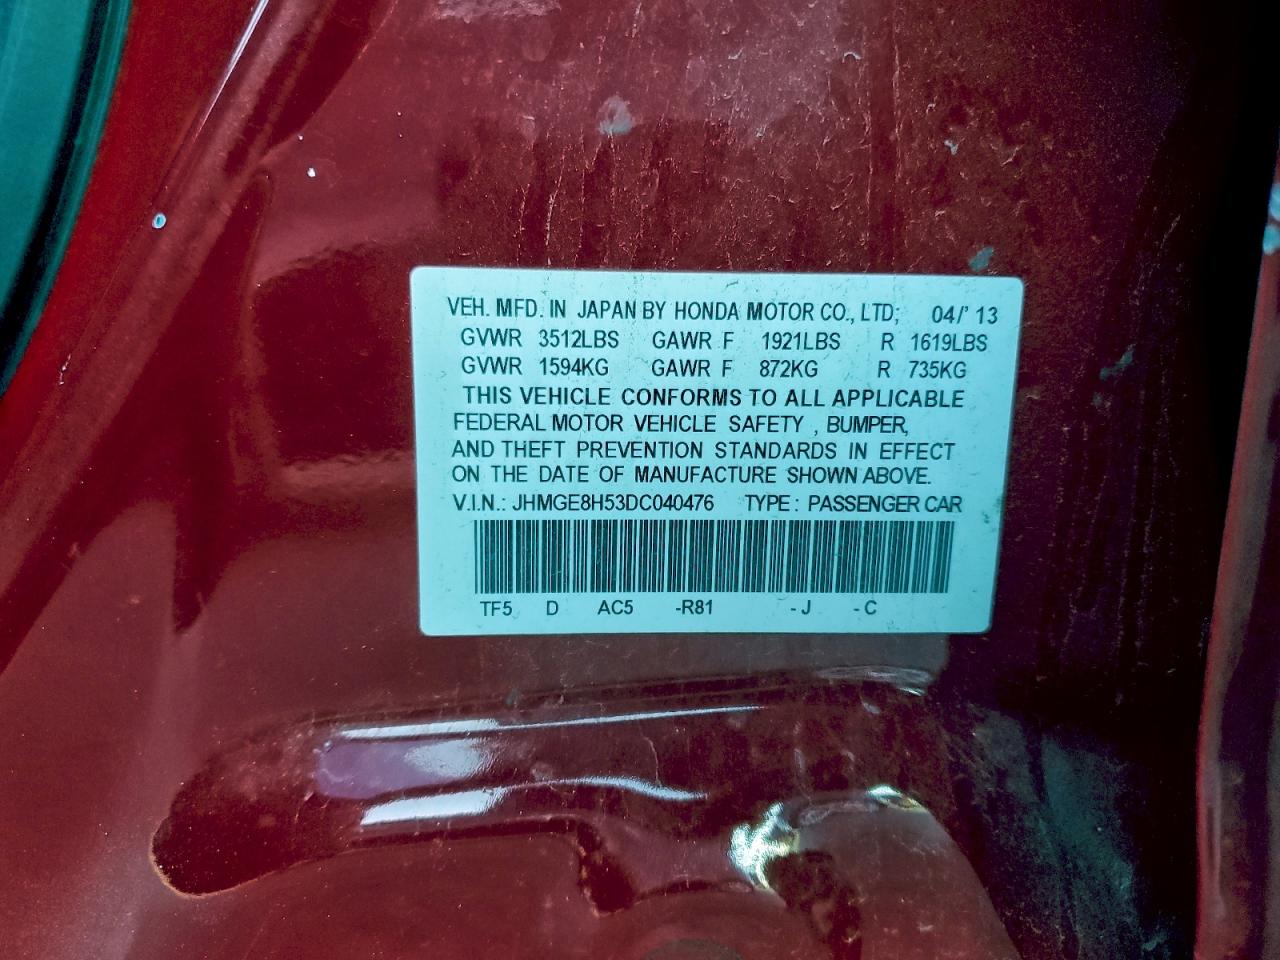 VEH. MFD. IN JAPAN BY HONDA MOTOR CO., LTD; 04/'13
GVWR 3512LBS GAWR F 1921LBS R 1619LBS
GVWR 1594KG GAWR F 872KG R 735KG
THIS VEHICLE CONFORMS TO ALL APPLICABLE
FEDERAL MOTOR VEHICLE SAFETY , BUMPER,
AND THEFT PREVENTION STANDARDS IN EFFECT
ON THE DATE OF MANUFACTURE SHOWN ABOVE.
V.I.N.: JHMGE8H53DC040476 TYPE: PASSENGER CAR
TF5 D AC5 -R81 -J -C